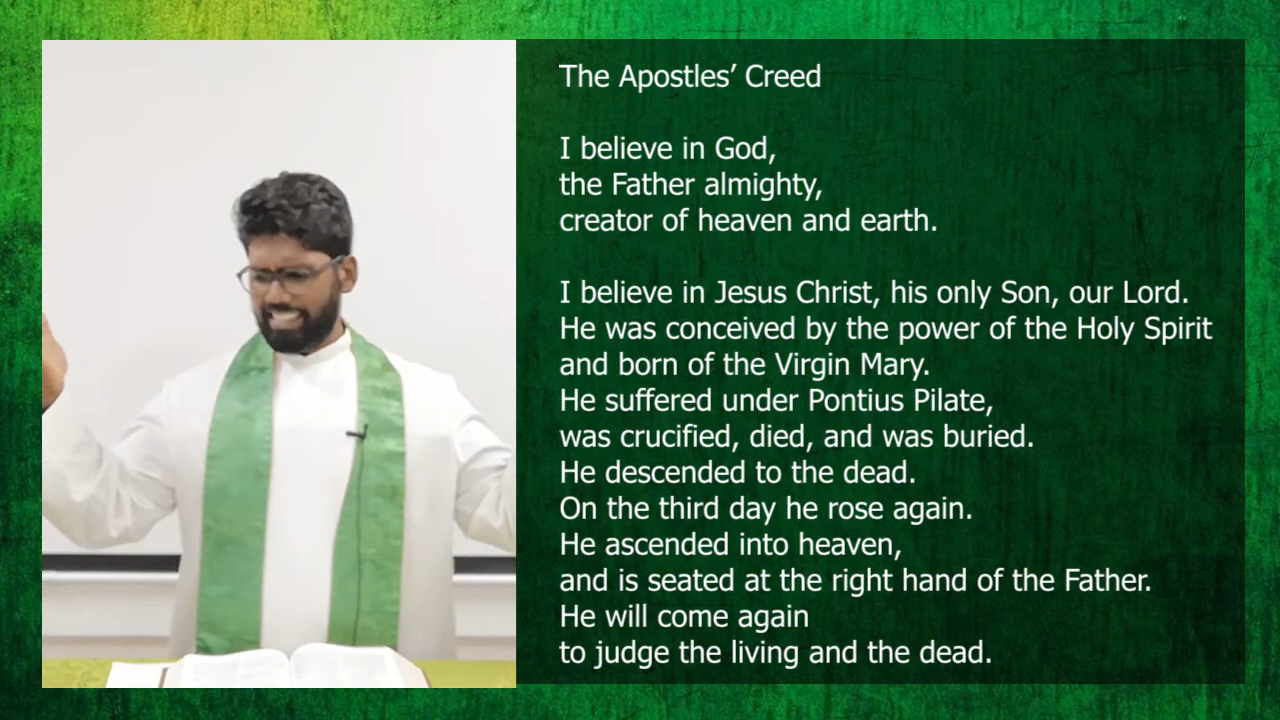 The Apostles’ Creed
I believe in God,
the Father almighty,
creator of heaven and earth.
I believe in Jesus Christ, his only Son, our Lord.
He was conceived by the power of the Holy Spirit
and born of the Virgin Mary.
He suffered under Pontius Pilate,
was crucified, died, and was buried.
He descended to the dead.
On the third day he rose again.
He ascended into heaven,
and is seated at the right hand of the Father.
He will come again
to judge the living and the dead.